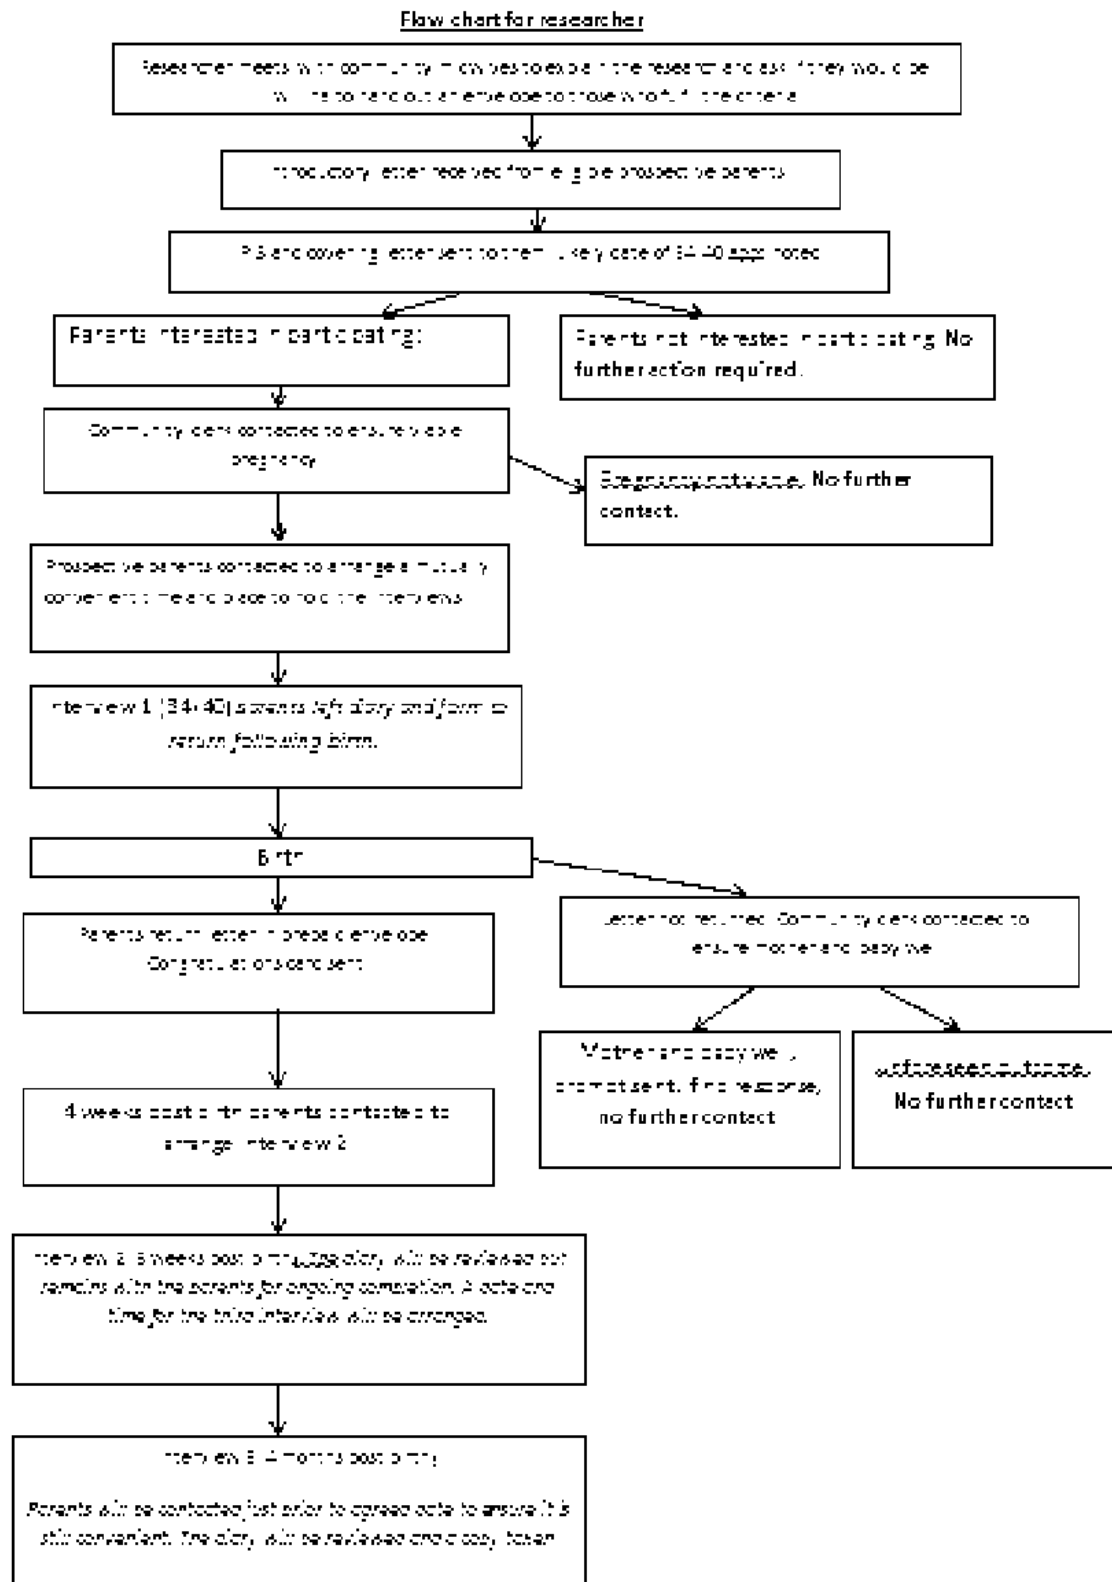 Flow chart for researcher
Researcher meets with community midwives to explain the research and ask if they would be
willing to hand out an envelope to those who fulfil the criteria
Introductory letter received from eligible prospective parents
PIS and covering letter sent to them. Likely date of 34/40 noted
Parents interested in participating:
Parents not interested in participating. No
further action required.
Community clerk contacted to ensure viable
pregnancy
Pregnancy not viable. No further
contact.
Prospective parents contacted to arrange a mutually
convenient time and place to hold the interviews
Interview 1 (34/40) parents left diary and form to
return following birth.
Birth
Parents return letter in prepaid envelope
Congratulations card sent
Letter not returned. Community clerk contacted to
ensure mother and baby well
Mother and baby well,
prompt sent. If no response,
no further contact
Unforeseen outcome.
No further contact
4 weeks post birth parents contacted to
arrange interview 2
Interview 2: weeks post birth. The diary will be reviewed but
remains with the parents for ongoing completion. A date and
time for the third interview will be arranged.
Interview 3: 4 months post birth.
Parents will be contacted just prior to agreed date to ensure it is
still convenient. The diary will be reviewed and a copy taken